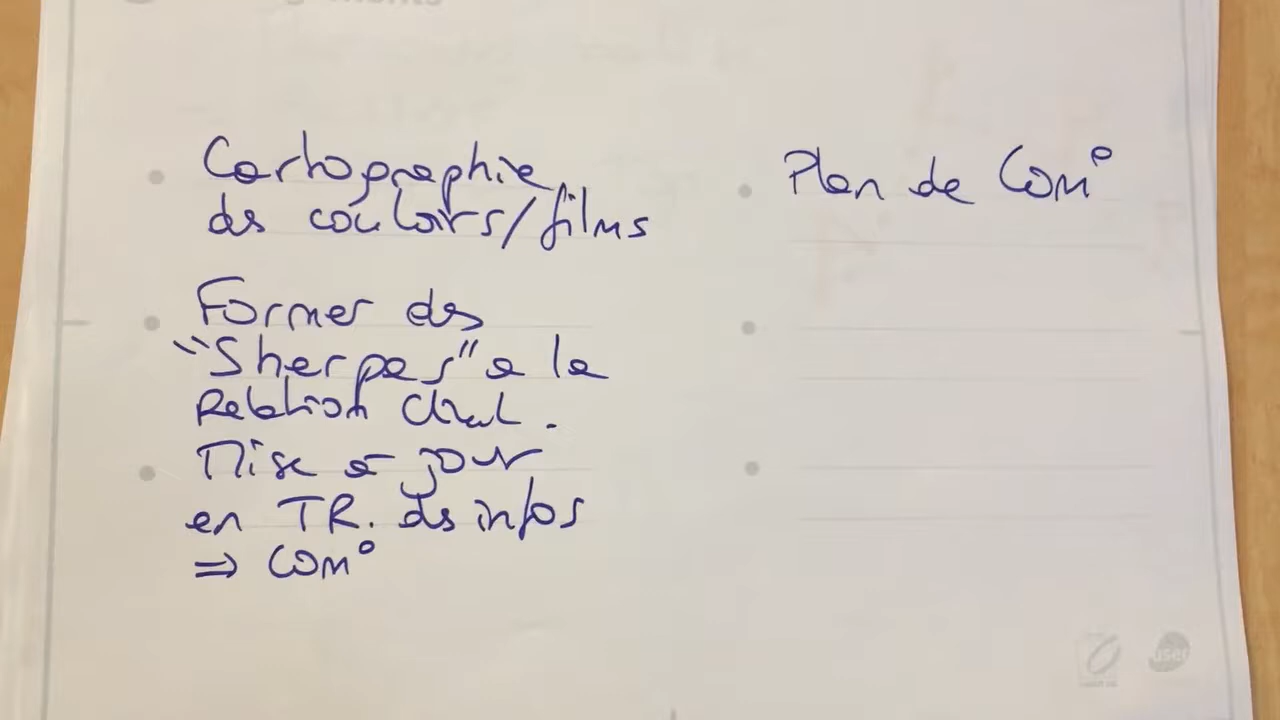 Cartographie
des couloirs/films
Former des
"Sherpas" a la
Relation client.
Mise à jour
en TR. des infos
⇒ Com°
Plan de Com°
user